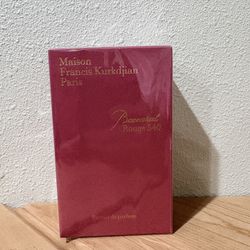 Maison
Francis Kurkdjian
Paris
Baccarat
Rouge 540
Extrait de parfum